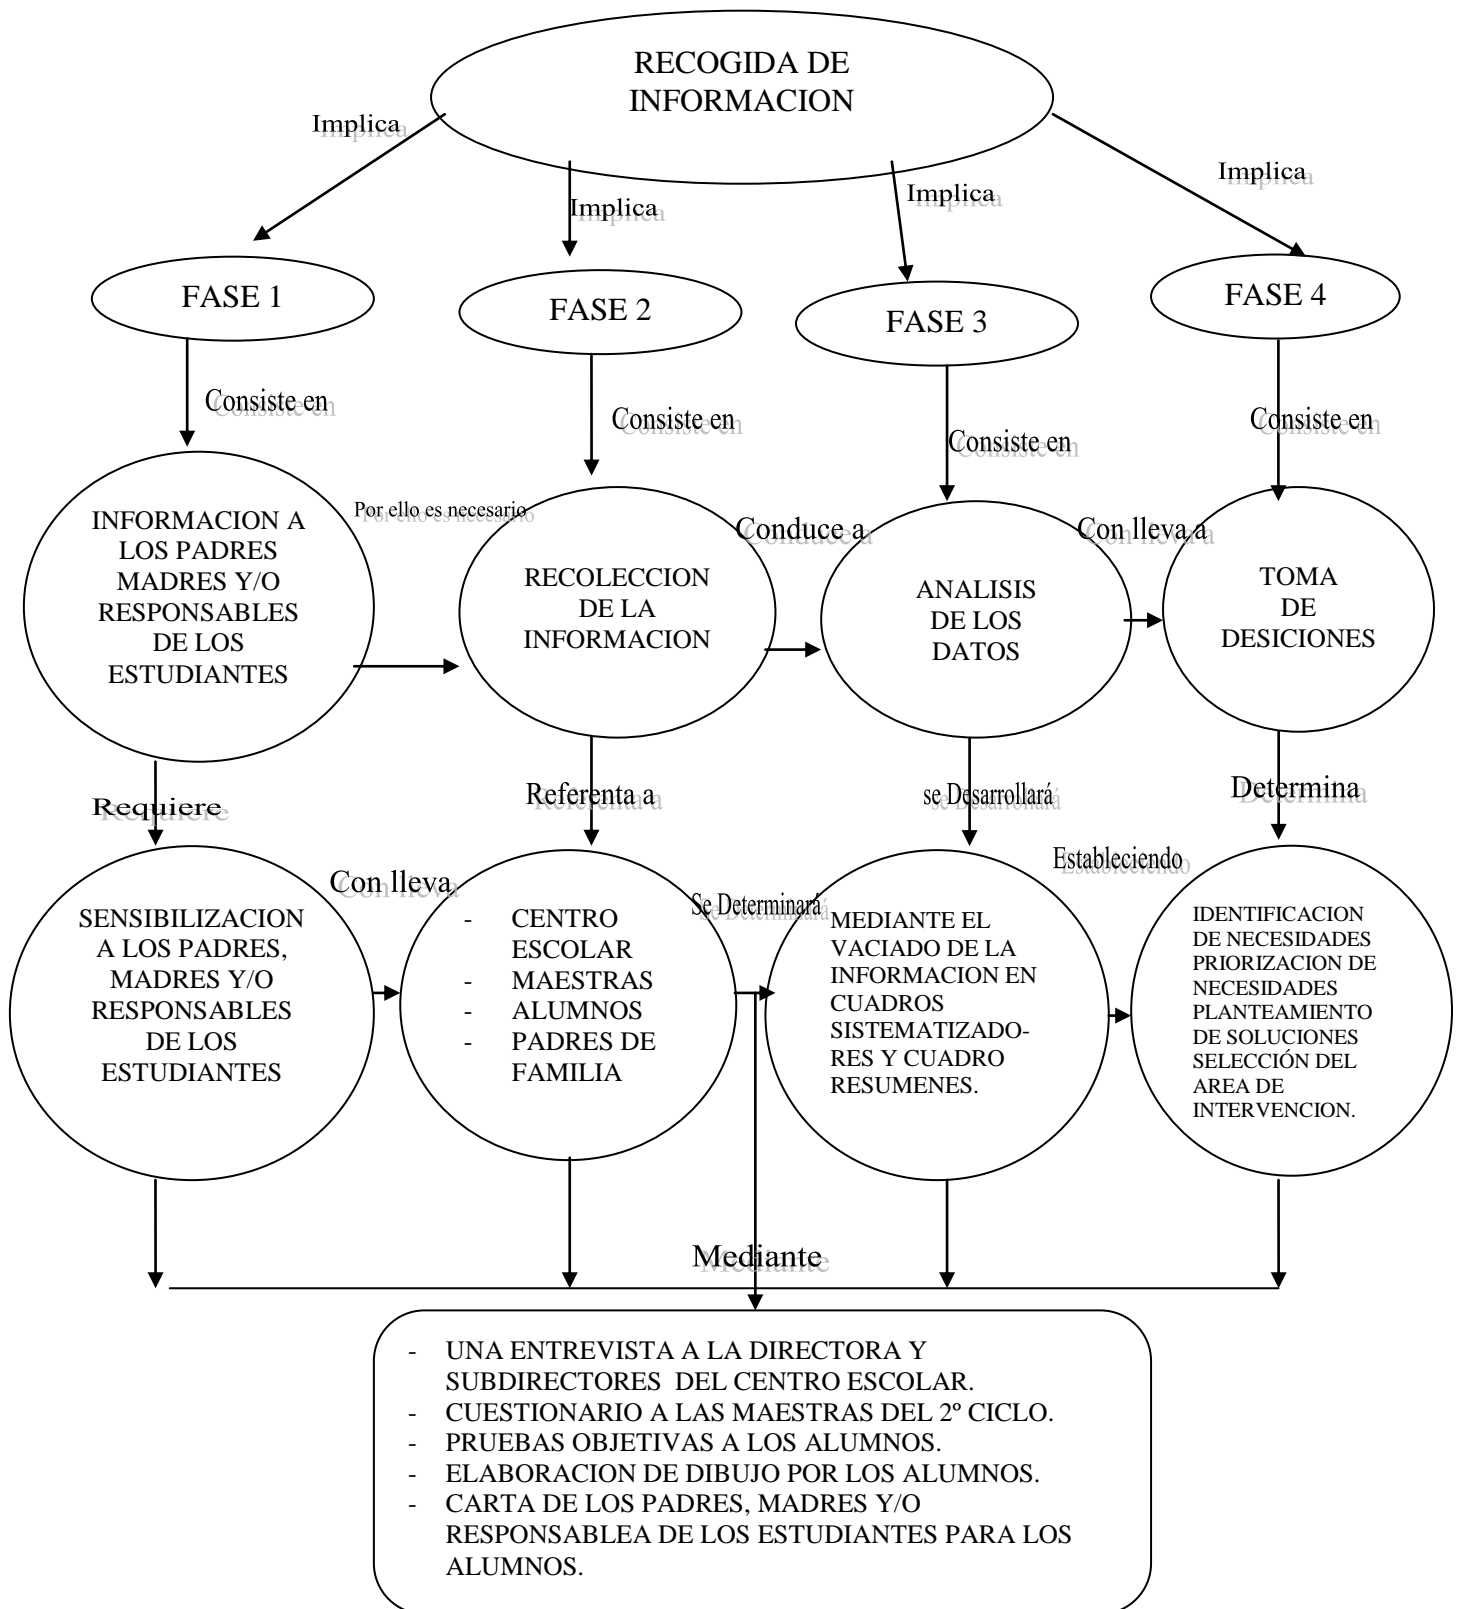 RECOGIDA DE
INFORMACION
Implica
Implica
Implica
Implica
FASE 1
FASE 2
FASE 3
FASE 4
Consiste en
Consiste en
Consiste en
Consiste en
INFORMACION A
LOS PADRES
MADRES Y/O
RESPONSABLES
DE LOS
ESTUDIANTES
Por ello es necesario
RECOLECCION
DE LA
INFORMACION
Conduce a
ANALISIS
DE LOS
DATOS
Con lleva a
TOMA
DE
DESICIONES
Requiere
Referenta a
se Desarrollará
Determina
SENSIBILIZACION
A LOS PADRES,
MADRES Y/O
RESPONSABLES
DE LOS
ESTUDIANTES
Con lleva
- CENTRO
ESCOLAR
- MAESTRAS
- ALUMNOS
- PADRES DE
FAMILIA
Se Determinará
MEDIANTE EL
VACIADO DE LA
INFORMACION EN
CUADROS
SISTEMATIZADO-
RES Y CUADRO
RESUMENES.
Estableciendo
IDENTIFICACION
DE NECESIDADES
PRIORIZACION DE
NECESIDADES
PLANTEAMIENTO
DE SOLUCIONES
SELECCIÓN DEL
AREA DE
INTERVENCION.
Mediante
- UNA ENTREVISTA A LA DIRECTORA Y
SUBDIRECTORES DEL CENTRO ESCOLAR.
- CUESTIONARIO A LAS MAESTRAS DEL 2º CICLO.
- PRUEBAS OBJETIVAS A LOS ALUMNOS.
- ELABORACION DE DIBUJO POR LOS ALUMNOS.
- CARTA DE LOS PADRES, MADRES Y/O
RESPONSABLEA DE LOS ESTUDIANTES PARA LOS
ALUMNOS.